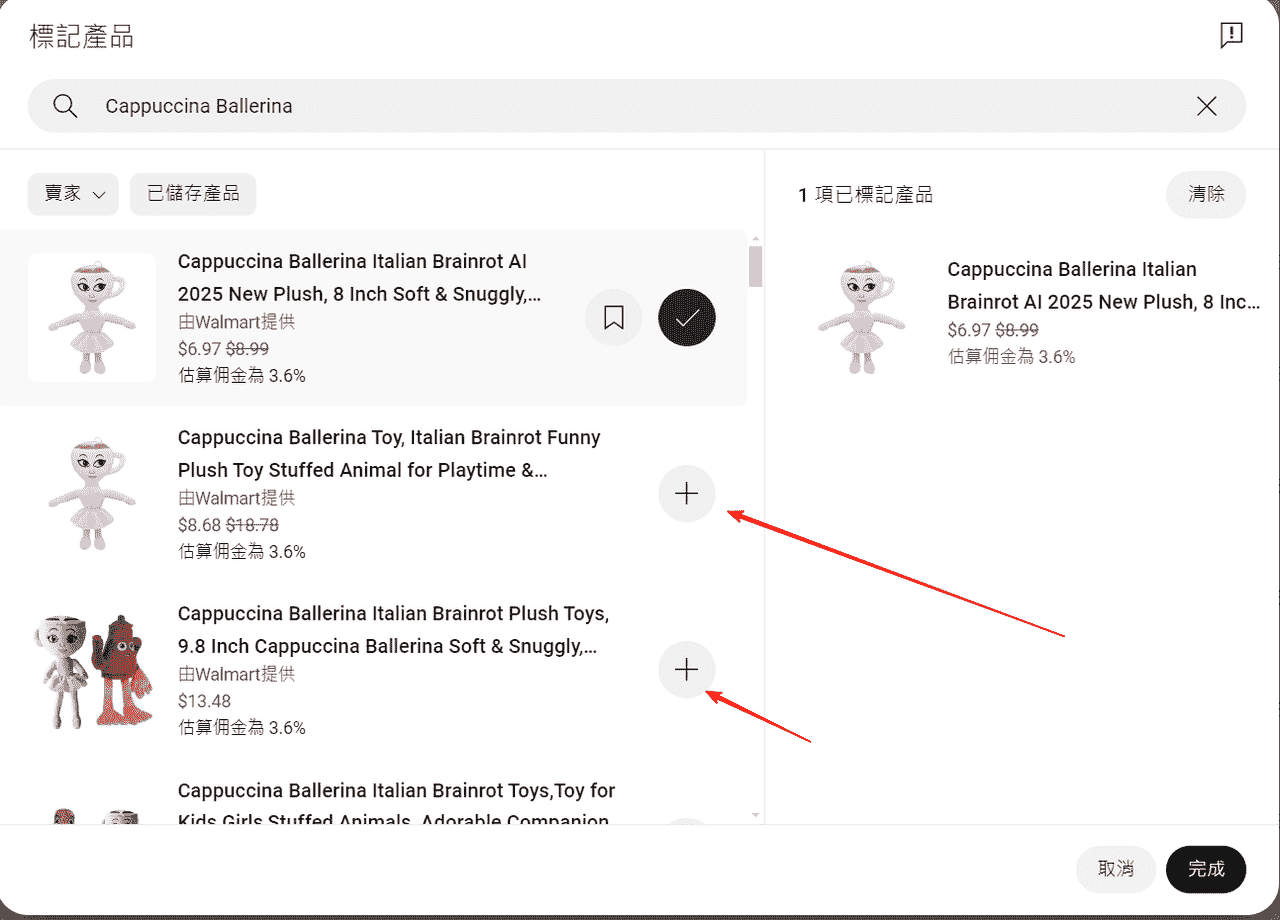 標記產品
Cappuccina Ballerina
賣家
已儲存產品
Cappuccina Ballerina Italian Brainrot AI
2025 New Plush, 8 Inch Soft & Snuggly,...
由Walmart提供
$6.97 $8.99
估算佣金為 3.6%
Cappuccina Ballerina Toy, Italian Brainrot Funny
Plush Toy Stuffed Animal for Playtime &...
由Walmart提供
$8.68 $18.78
估算佣金為 3.6%
Cappuccina Ballerina Italian Brainrot Plush Toys,
9.8 Inch Cappuccina Ballerina Soft & Snuggly,...
由Walmart提供
$13.48
估算佣金為 3.6%
Cappuccina Ballerina Italian Brainrot Toys,Toy for
Kids Girls Stuffed Animals, Adorable Companion
1 項已標記產品
清除
Cappuccina Ballerina Italian
Brainrot AI 2025 New Plush, 8 Inc...
$6.97 $8.99
估算佣金為 3.6%
取消
完成